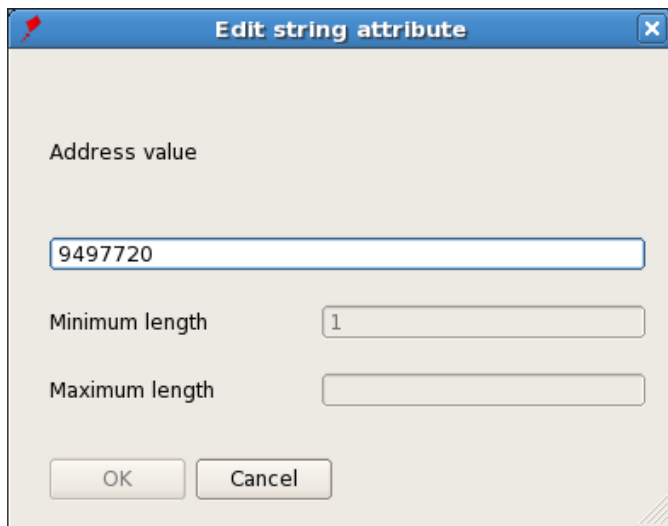 Edit string attribute
Address value
9497720
Minimum length 1
Maximum length
OK Cancel